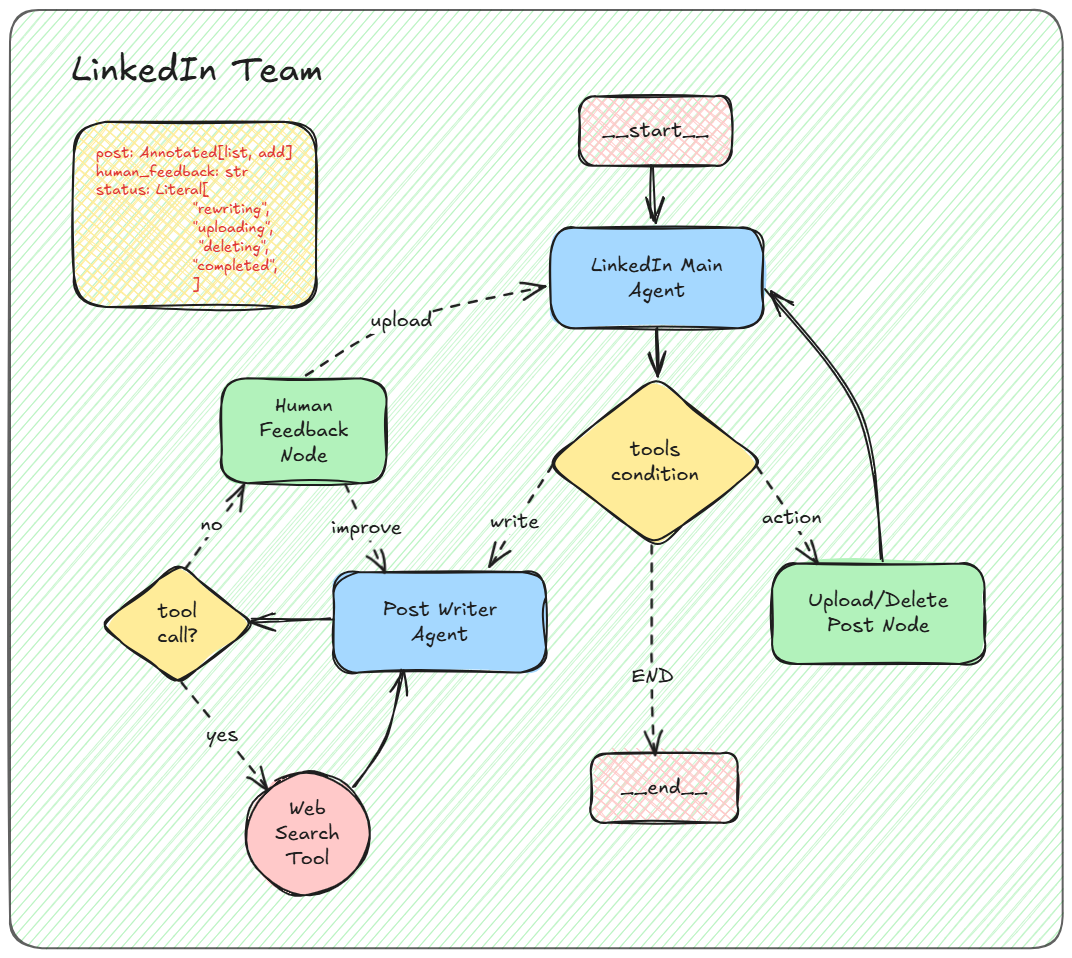 LinkedIn Team
post: Annotated[list, add]
human_feedback: str
status: Literal[
"rewriting",
"uploading",
"deleting",
"completed",
]
__start__
LinkedIn Main
Agent
upload
Human
Feedback
Node
tools
condition
no
improve
write
action
tool
call?
Post Writer
Agent
Upload/Delete
Post Node
END
yes
__end__
Web
Search
Tool